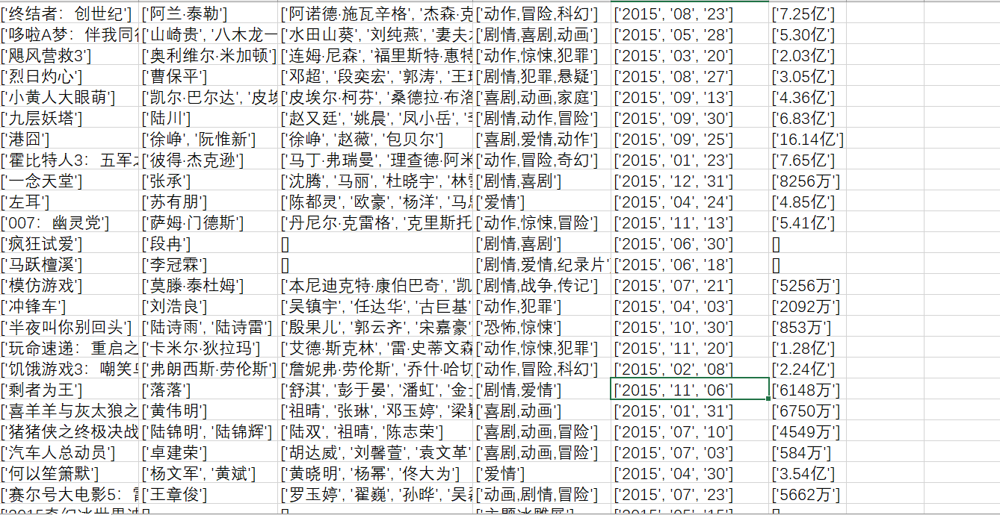 ['终结者：创世纪'] ['阿兰·泰勒'] ['阿诺德·施瓦辛格', '杰森·克 ['动作,冒险,科幻'] ['2015', '08', '23'] ['7.25亿']
['哆啦A梦：伴我同行 ['山崎贵', '八木龙一 ['水田山葵', '刘纯燕', '妻夫木 ['剧情,喜剧,动画'] ['2015', '05', '28'] ['5.30亿']
['飓风营救3'] ['奥利维尔·米加顿'] ['连姆·尼森', '福里斯特·惠特 ['动作,惊悚,犯罪'] ['2015', '03', '20'] ['2.03亿']
['烈日灼心'] ['曹保平'] ['邓超', '段奕宏', '郭涛', '王珞 ['剧情,犯罪,悬疑'] ['2015', '08', '27'] ['3.05亿']
['小黄人大眼萌'] ['凯尔·巴尔达', '皮埃 ['皮埃尔·柯芬', '桑德拉·布洛 ['喜剧,动画,家庭'] ['2015', '09', '13'] ['4.36亿']
['九层妖塔'] ['陆川'] ['赵又廷', '姚晨', '凤小岳', ' ['剧情,动作,冒险'] ['2015', '09', '30'] ['6.83亿']
['港囧'] ['徐峥', '阮惟新'] ['徐峥', '赵薇', '包贝尔'] ['喜剧,爱情,动作'] ['2015', '09', '25'] ['16.14亿']
['霍比特人3：五军之 ['彼得·杰克逊'] ['马丁·弗瑞曼', '理查德·阿米 ['动作,冒险,奇幻'] ['2015', '01', '23'] ['7.65亿']
['一念天堂'] ['张承'] ['沈腾', '马丽', '杜晓宇', '林雪 ['剧情,喜剧'] ['2015', '12', '31'] ['8256万']
['左耳'] ['苏有朋'] ['陈都灵', '欧豪', '杨洋', '马思 ['爱情'] ['2015', '04', '24'] ['4.85亿']
['007：幽灵党'] ['萨姆·门德斯'] ['丹尼尔·克雷格', '克里斯托 ['动作,惊悚,冒险'] ['2015', '11', '13'] ['5.41亿']
['疯狂试爱'] ['段冉'] [] ['剧情,喜剧'] ['2015', '06', '30'] []
['马跃檀溪'] ['李冠霖'] [] ['剧情,爱情,纪录片' ['2015', '06', '18'] []
['模仿游戏'] ['莫滕·泰杜姆'] ['本尼迪克特·康伯巴奇', '凯 ['剧情,战争,传记'] ['2015', '07', '21'] ['5256万']
['冲锋车'] ['刘浩良'] ['吴镇宇', '任达华', '古巨基' ['动作,犯罪'] ['2015', '04', '03'] ['2092万']
['半夜叫你别回头'] ['陆诗雨', '陆诗雷'] ['殷果儿', '郭云齐', '宋嘉豪' ['恐怖,惊悚'] ['2015', '10', '30'] ['853万']
['玩命速递：重启之 ['卡米尔·狄拉玛'] ['艾德·斯克林', '雷·史蒂文森 ['动作,惊悚,犯罪'] ['2015', '11', '20'] ['1.28亿']
['饥饿游戏3：嘲笑鸟 ['弗朗西斯·劳伦斯'] ['詹妮弗·劳伦斯', '乔什·哈切 ['动作,冒险,科幻'] ['2015', '02', '08'] ['2.24亿']
['剩者为王'] ['落落'] ['舒淇', '彭于晏', '潘虹', '金士 ['剧情,爱情'] ['2015', '11', '06'] ['6148万']
['喜羊羊与灰太狼之 ['黄伟明'] ['祖晴', '张琳', '邓玉婷', '梁颖 ['喜剧,动画'] ['2015', '01', '31'] ['6750万']
['猪猪侠之终极决战 ['陆锦明', '陆锦辉'] ['陆双', '祖晴', '陈志荣'] ['喜剧,动画,冒险'] ['2015', '07', '10'] ['4549万']
['汽车人总动员'] ['卓建荣'] ['胡达威', '刘馨萱', '袁文革' ['喜剧,动画,冒险'] ['2015', '07', '03'] ['584万']
['何以笙箫默'] ['杨文军', '黄斌'] ['黄晓明', '杨幂', '佟大为'] ['爱情'] ['2015', '04', '30'] ['3.54亿']
['赛尔号大电影5：雷 ['王章俊'] ['罗玉婷', '翟巍', '孙晔', '吴磊 ['动画,剧情,冒险'] ['2015', '07', '23'] ['5662万']
['2015奇幻冰世界 [] [] ['主题冰雕展'] ['2015', '05', '15'] []